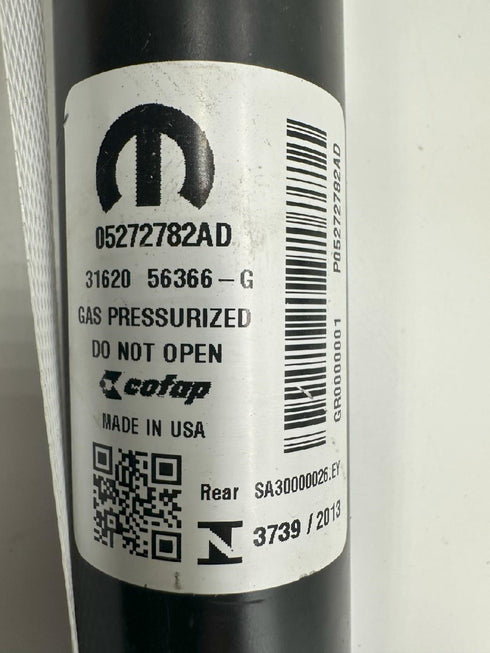 05272782AD
31620 56366-G
GAS PRESSURIZED
DO NOT OPEN
cofap
MADE IN USA
Rear SA30000026.EY
3739 / 2013
GR0000001 P05272782AD